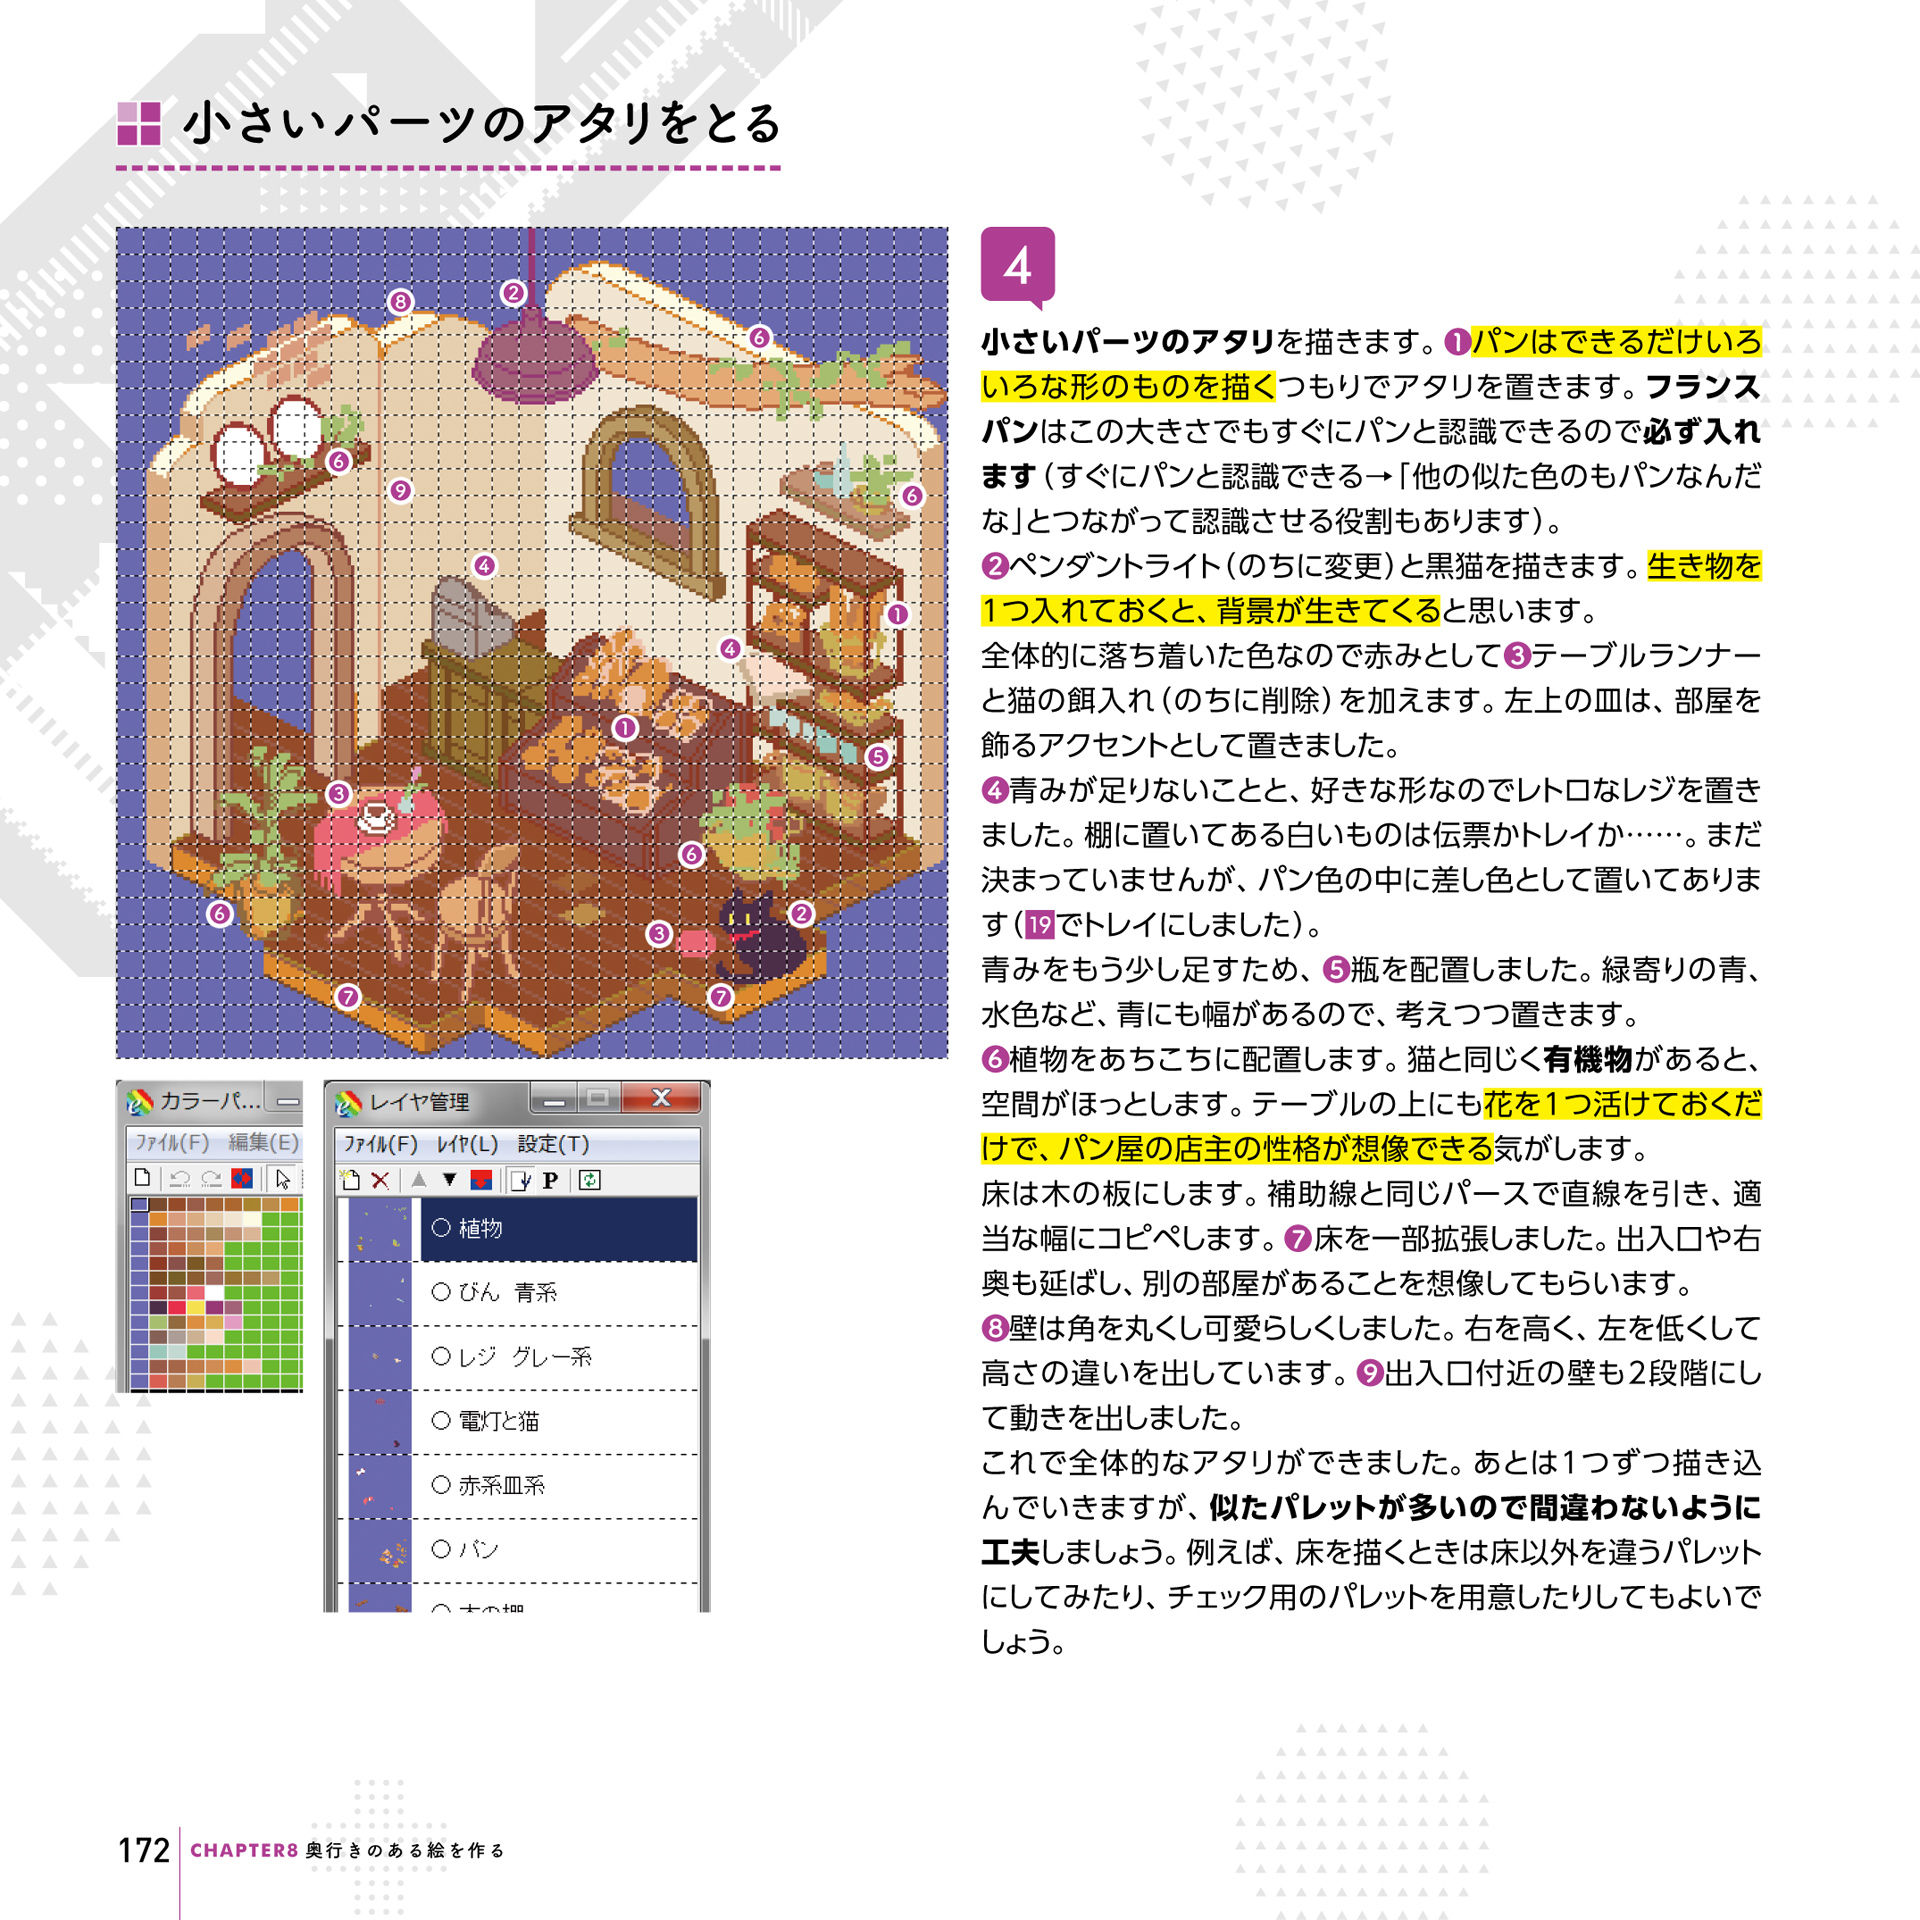 小さいパーツのアタリをとる
4
小さいパーツのアタリを描きます。❶パンはできるだけいろ
いろな形のものを描くつもりでアタリを置きます。フランス
パンはこの大きさでもすぐにパンと認識できるので必ず入れ
ます（すぐにパンと認識できる→「他の似た色のもパンなんだ
な」とつながって認識させる役割もあります）。
❷ペンダントライト（のちに変更）と黒猫を描きます。生き物を
1つ入れておくと、背景が生きてくると思います。
全体的に落ち着いた色なので赤みとして❸テーブルランナー
と猫の餌入れ（のちに削除）を加えます。左上の皿は、部屋を
飾るアクセントとして置きました。
❹青みが足りないことと、好きな形なのでレトロなレジを置き
ました。棚に置いてある白いものは伝票かトレイか……。まだ
決まっていませんが、パン色の中に差し色として置いてありま
す（19でトレイにしました）。
青みをもう少し足すため、❺瓶を配置しました。緑寄りの青、
水色など、青にも幅があるので、考えつつ置きます。
❻植物をあちこちに配置します。猫と同じく有機物があると、
空間がほっとします。テーブルの上にも花を1つ活けておくだ
けで、パン屋の店主の性格が想像できる気がします。
床は木の板にします。補助線と同じパースで直線を引き、適
当な幅にコピペします。❼床を一部拡張しました。出入口や右
奥も延ばし、別の部屋があることを想像してもらいます。
❽壁は角を丸くし可愛らしくしました。右を高く、左を低くして
高さの違いを出しています。❾出入口付近の壁も2段階にし
て動きを出しました。
これで全体的なアタリができました。あとは1つずつ描き込
んでいきますが、似たパレットが多いので間違わないように
工夫しましょう。例えば、床を描くときは床以外を違うパレット
にしてみたり、チェック用のパレットを用意したりしてもよいで
しょう。
❽
❷
❻
❻
❾
❻
❹
❶
❹
❶
❺
❸
❻
❻
❷
❸
❼
❼
カラーパ...
ﾌｧｲﾙ(F) 編集(E)
レイヤ管理
ﾌｧｲﾙ(F) ﾚｲﾔ(L) 設定(T)
P
植物
びん 青系
レジ グレー系
電灯と猫
赤系皿系
パン
172
CHAPTER8 奥行きのある絵を作る